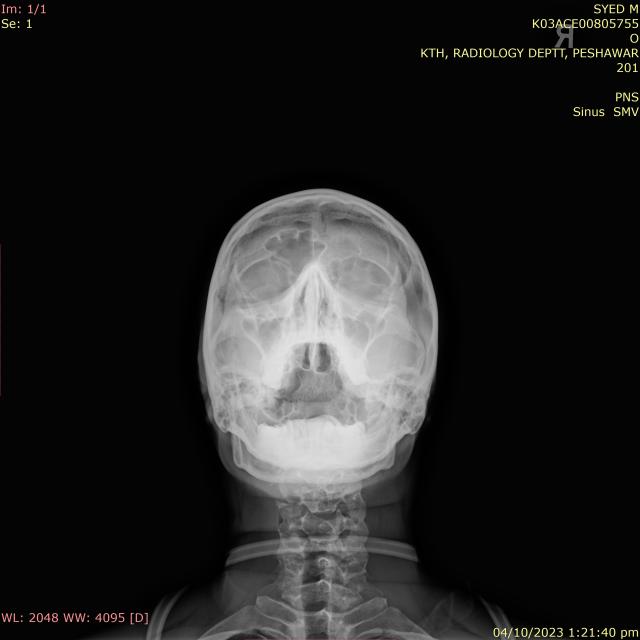 Im: 1/1
Se: 1
SYED M
K03ACE00805755
O
KTH, RADIOLOGY DEPTT, PESHAWAR
201
PNS
Sinus SMV
R
WL: 2048 WW: 4095 [D]
04/10/2023 1:21:40 pm